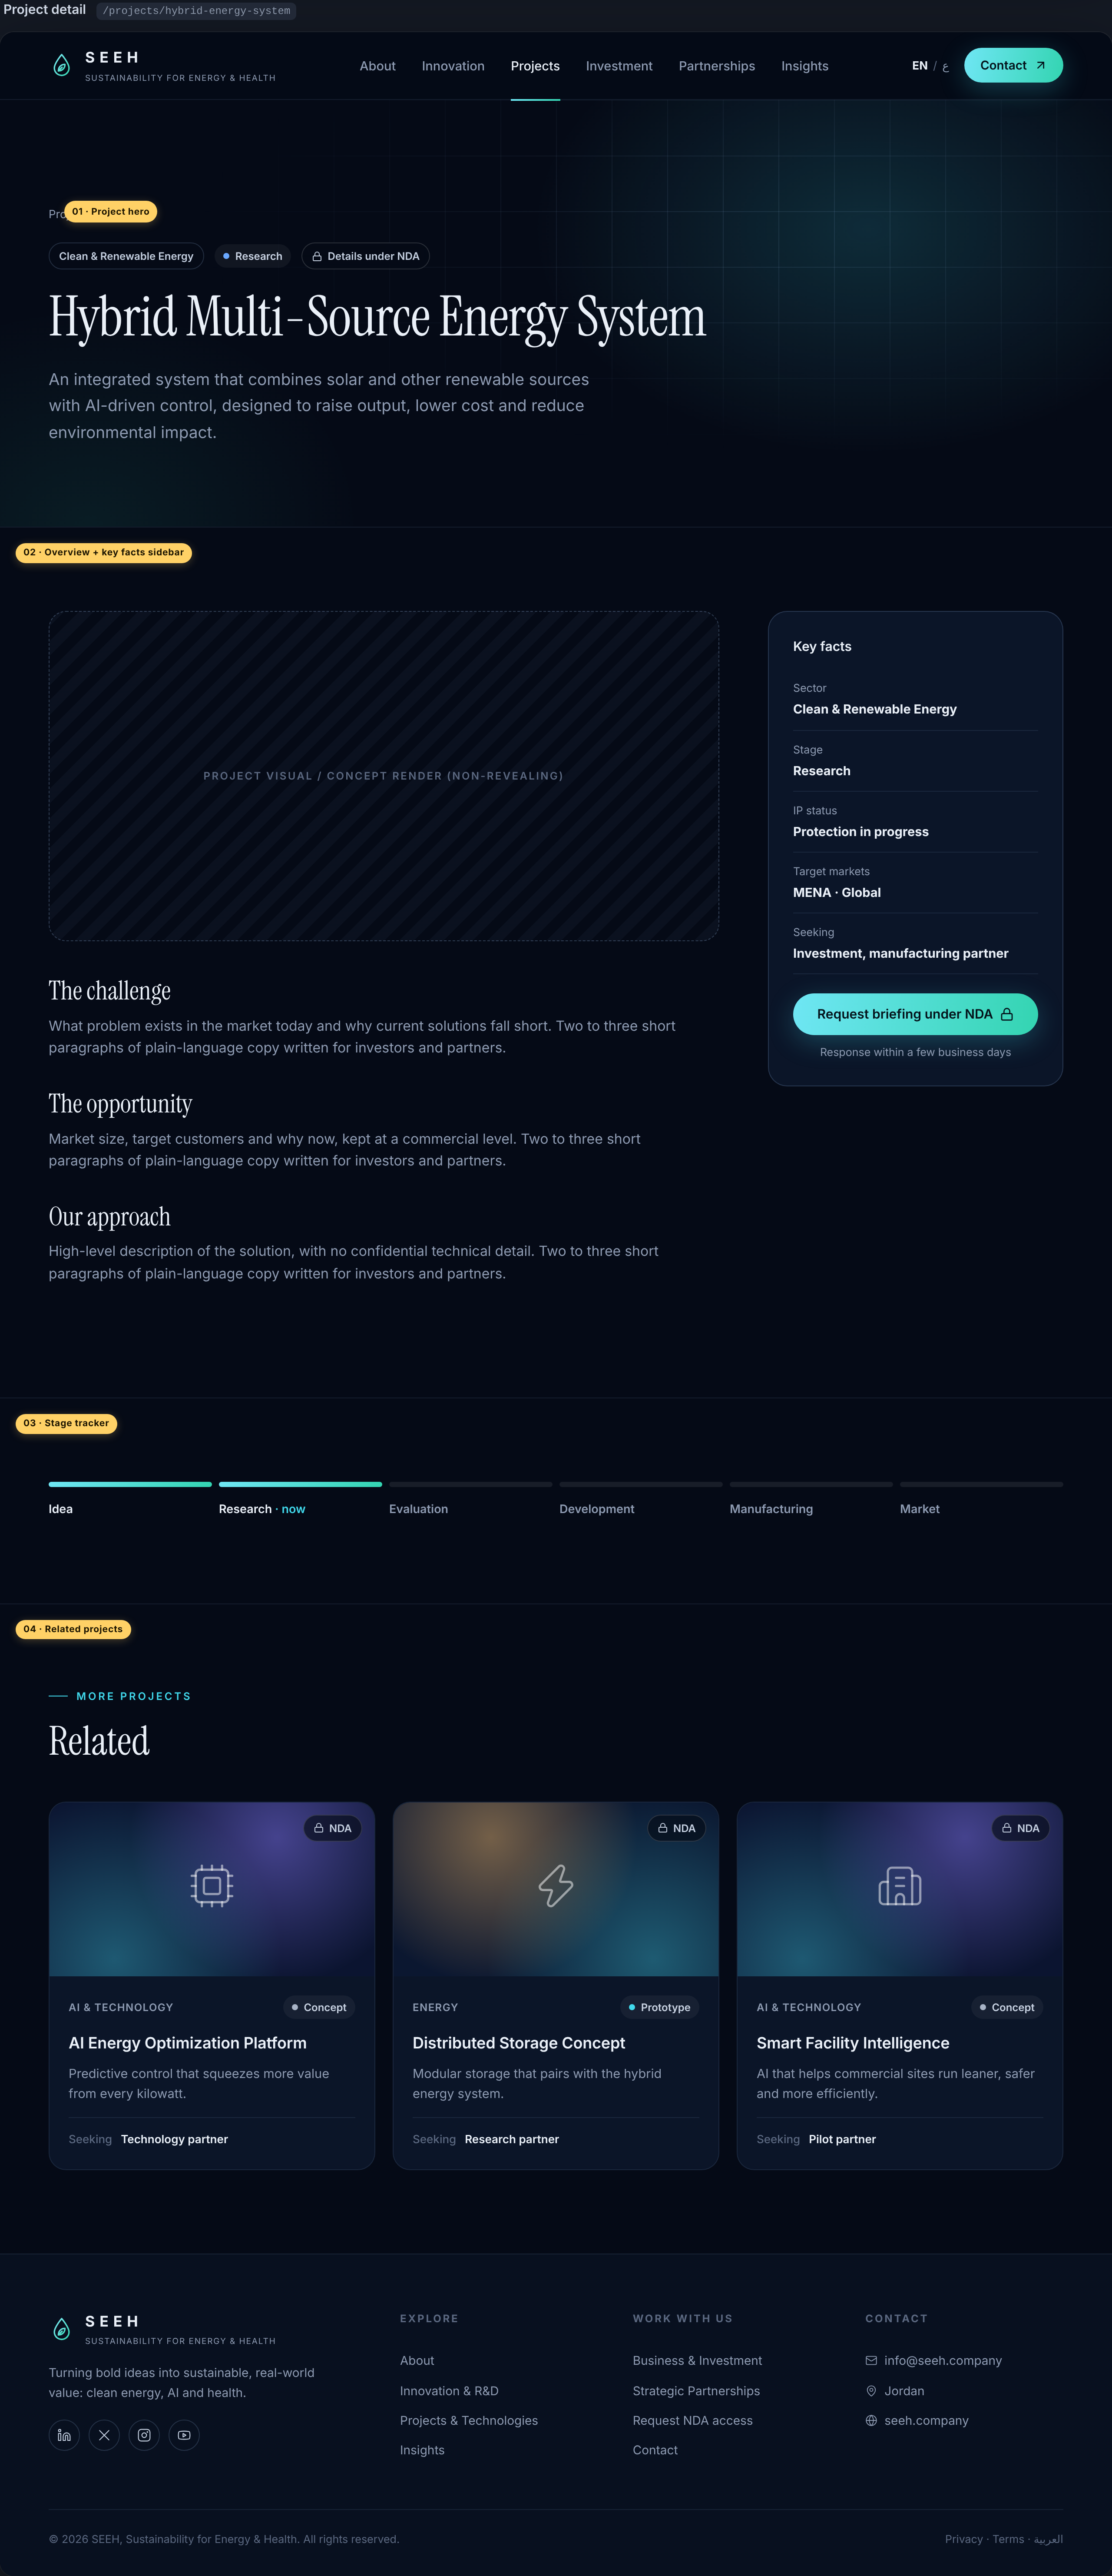 Project detail /projects/hybrid-energy-system
SEEH
SUSTAINABILITY FOR ENERGY & HEALTH
About Innovation Projects Investment Partnerships Insights
EN / ع
Contact
01 · Project hero
Clean & Renewable Energy
Research
Details under NDA
Hybrid Multi-Source Energy System
An integrated system that combines solar and other renewable sources
with AI-driven control, designed to raise output, lower cost and reduce
environmental impact.
02 · Overview + key facts sidebar
PROJECT VISUAL / CONCEPT RENDER (NON-REVEALING)
The challenge
What problem exists in the market today and why current solutions fall short. Two to three short
paragraphs of plain-language copy written for investors and partners.
The opportunity
Market size, target customers and why now, kept at a commercial level. Two to three short
paragraphs of plain-language copy written for investors and partners.
Our approach
High-level description of the solution, with no confidential technical detail. Two to three short
paragraphs of plain-language copy written for investors and partners.
Key facts
Sector
Clean & Renewable Energy
Stage
Research
IP status
Protection in progress
Target markets
MENA · Global
Seeking
Investment, manufacturing partner
Request briefing under NDA
Response within a few business days
03 · Stage tracker
Idea
Research · now
Evaluation
Development
Manufacturing
Market
04 · Related projects
MORE PROJECTS
Related
NDA
AI & TECHNOLOGY
Concept
AI Energy Optimization Platform
Predictive control that squeezes more value
from every kilowatt.
Seeking Technology partner
NDA
ENERGY
Prototype
Distributed Storage Concept
Modular storage that pairs with the hybrid
energy system.
Seeking Research partner
NDA
AI & TECHNOLOGY
Concept
Smart Facility Intelligence
AI that helps commercial sites run leaner, safer
and more efficiently.
Seeking Pilot partner
SEEH
SUSTAINABILITY FOR ENERGY & HEALTH
Turning bold ideas into sustainable, real-world
value: clean energy, AI and health.
EXPLORE
About
Innovation & R&D
Projects & Technologies
Insights
WORK WITH US
Business & Investment
Strategic Partnerships
Request NDA access
Contact
CONTACT
info@seeh.company
Jordan
seeh.company
© 2026 SEEH, Sustainability for Energy & Health. All rights reserved.
Privacy · Terms · العربية